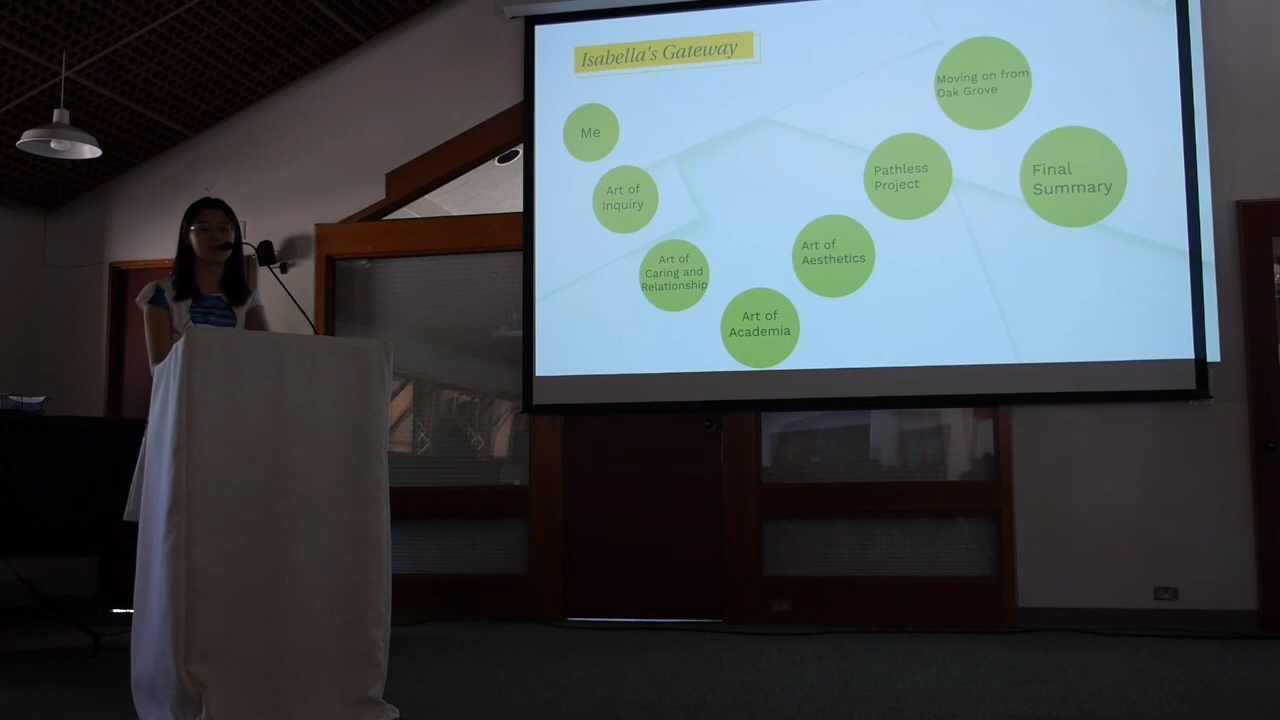 Isabella's Gateway
Me
Art of
Inquiry
Art of
Caring and
Relationship
Art of
Academia
Art of
Aesthetics
Pathless
Project
Moving on from
Oak Grove
Final
Summary